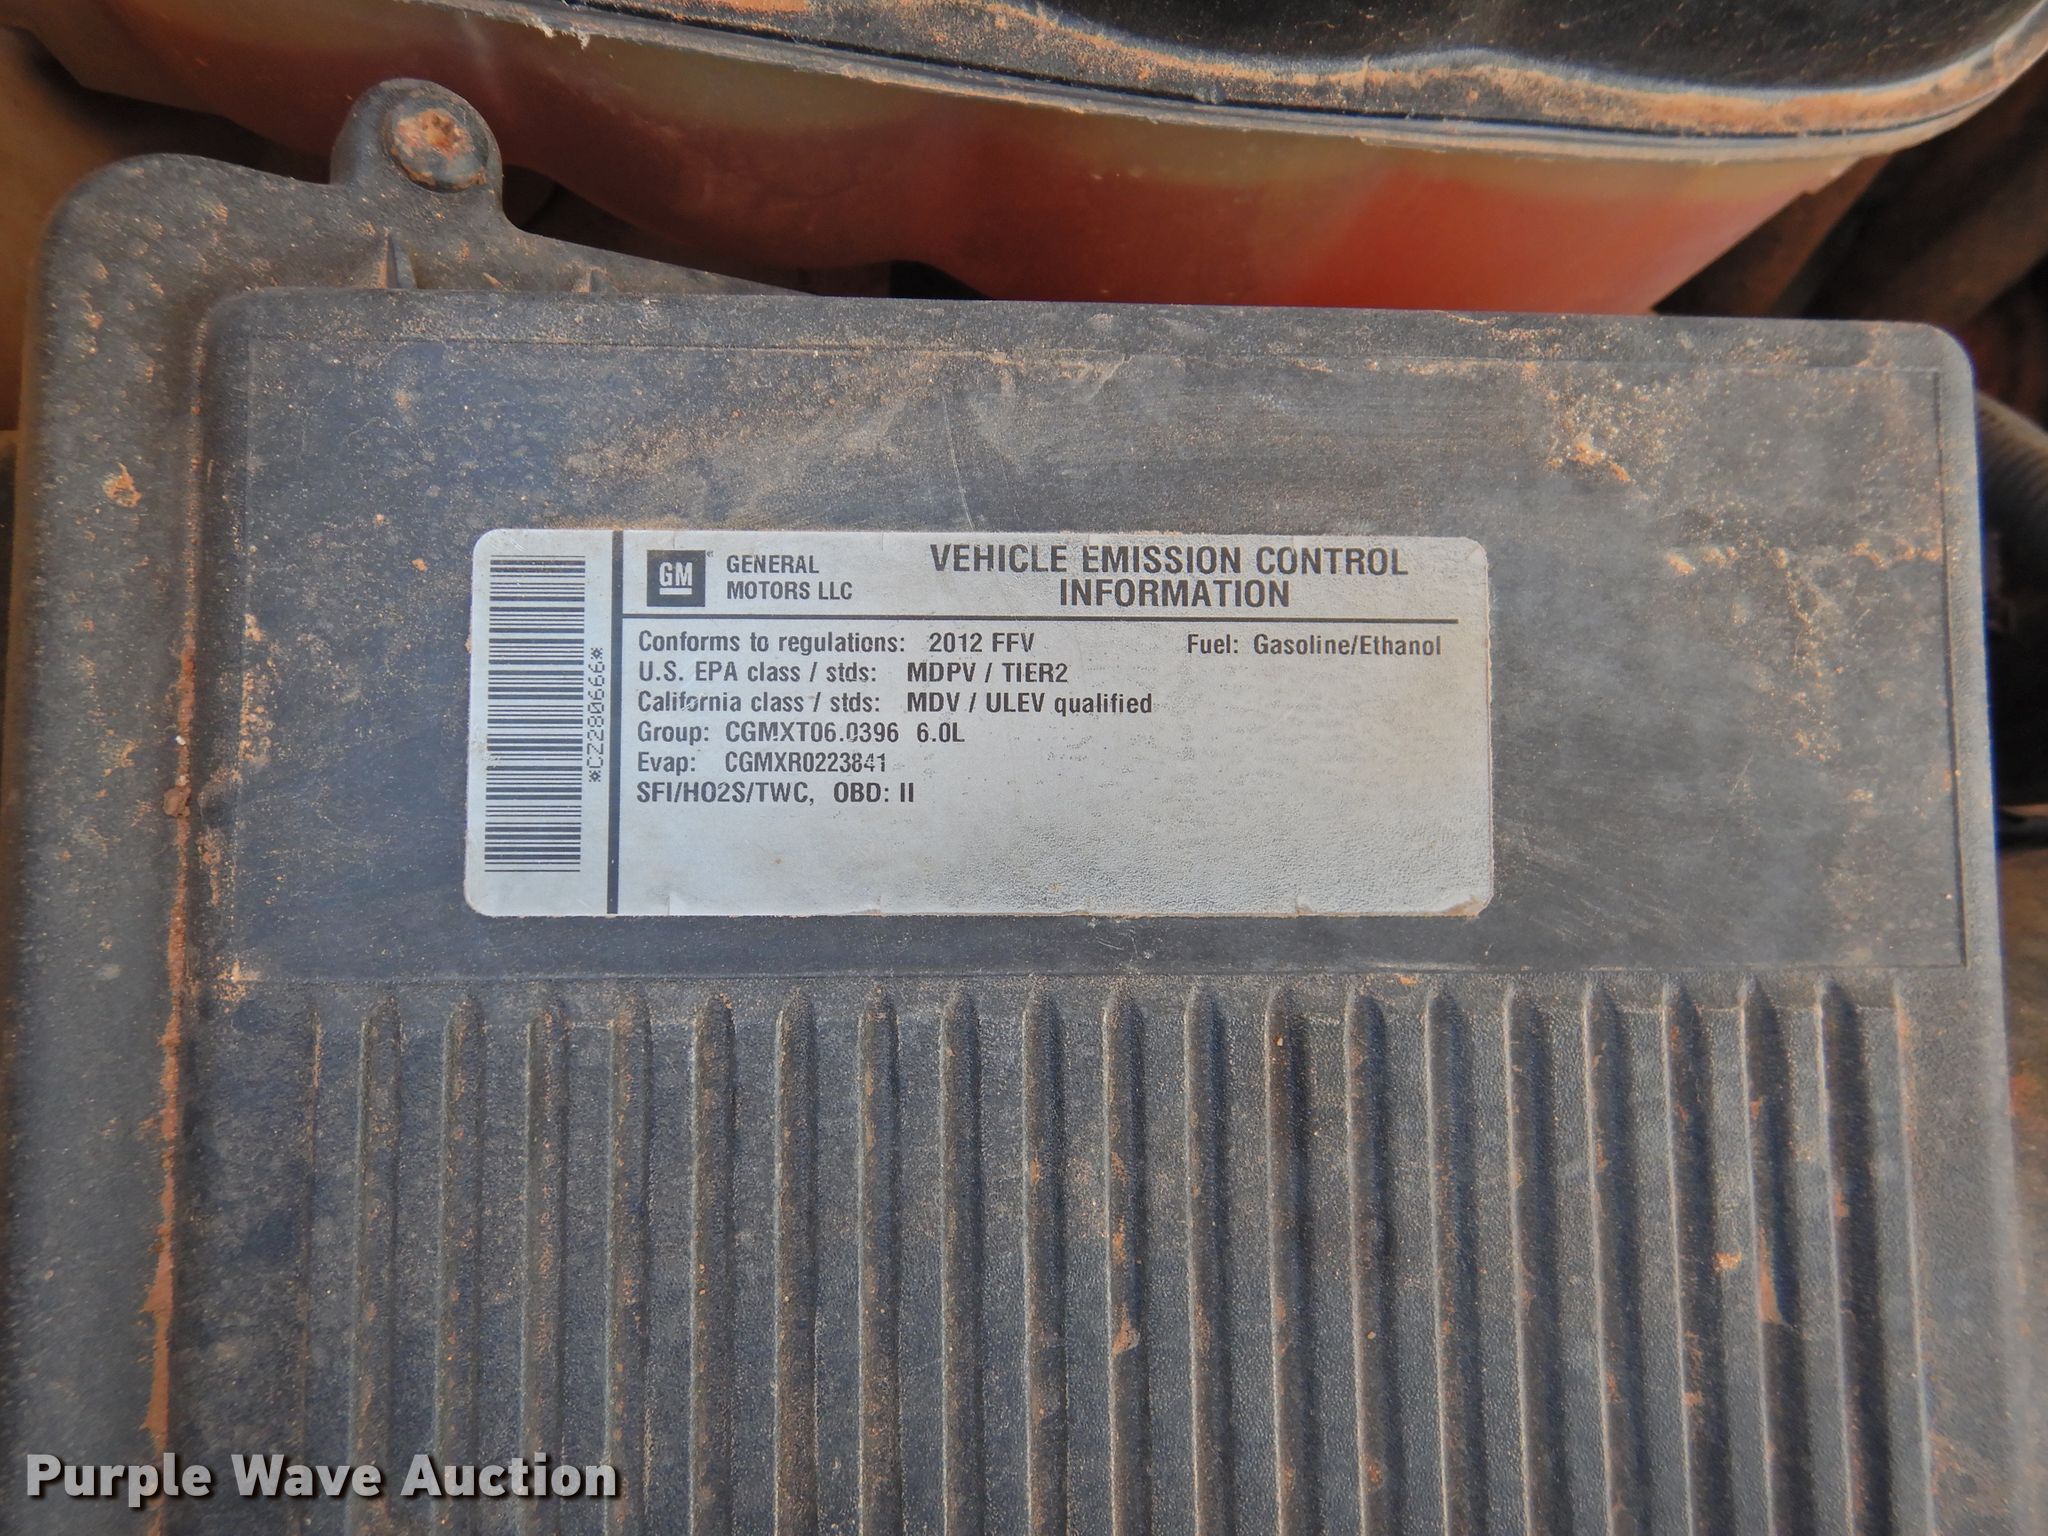 GM GENERAL
MOTORS LLC
VEHICLE EMISSION CONTROL
INFORMATION
Conforms to regulations: 2012 FFV Fuel: Gasoline/Ethanol
U.S. EPA class / stds: MDPV / TIER2
California class / stds: MDV / ULEV qualified
Group: CGMXT06.0396 6.0L
Evap: CGMXR0223841
SFI/HO2S/TWC, OBD: II
*CZ280666*
Purple Wave Auction